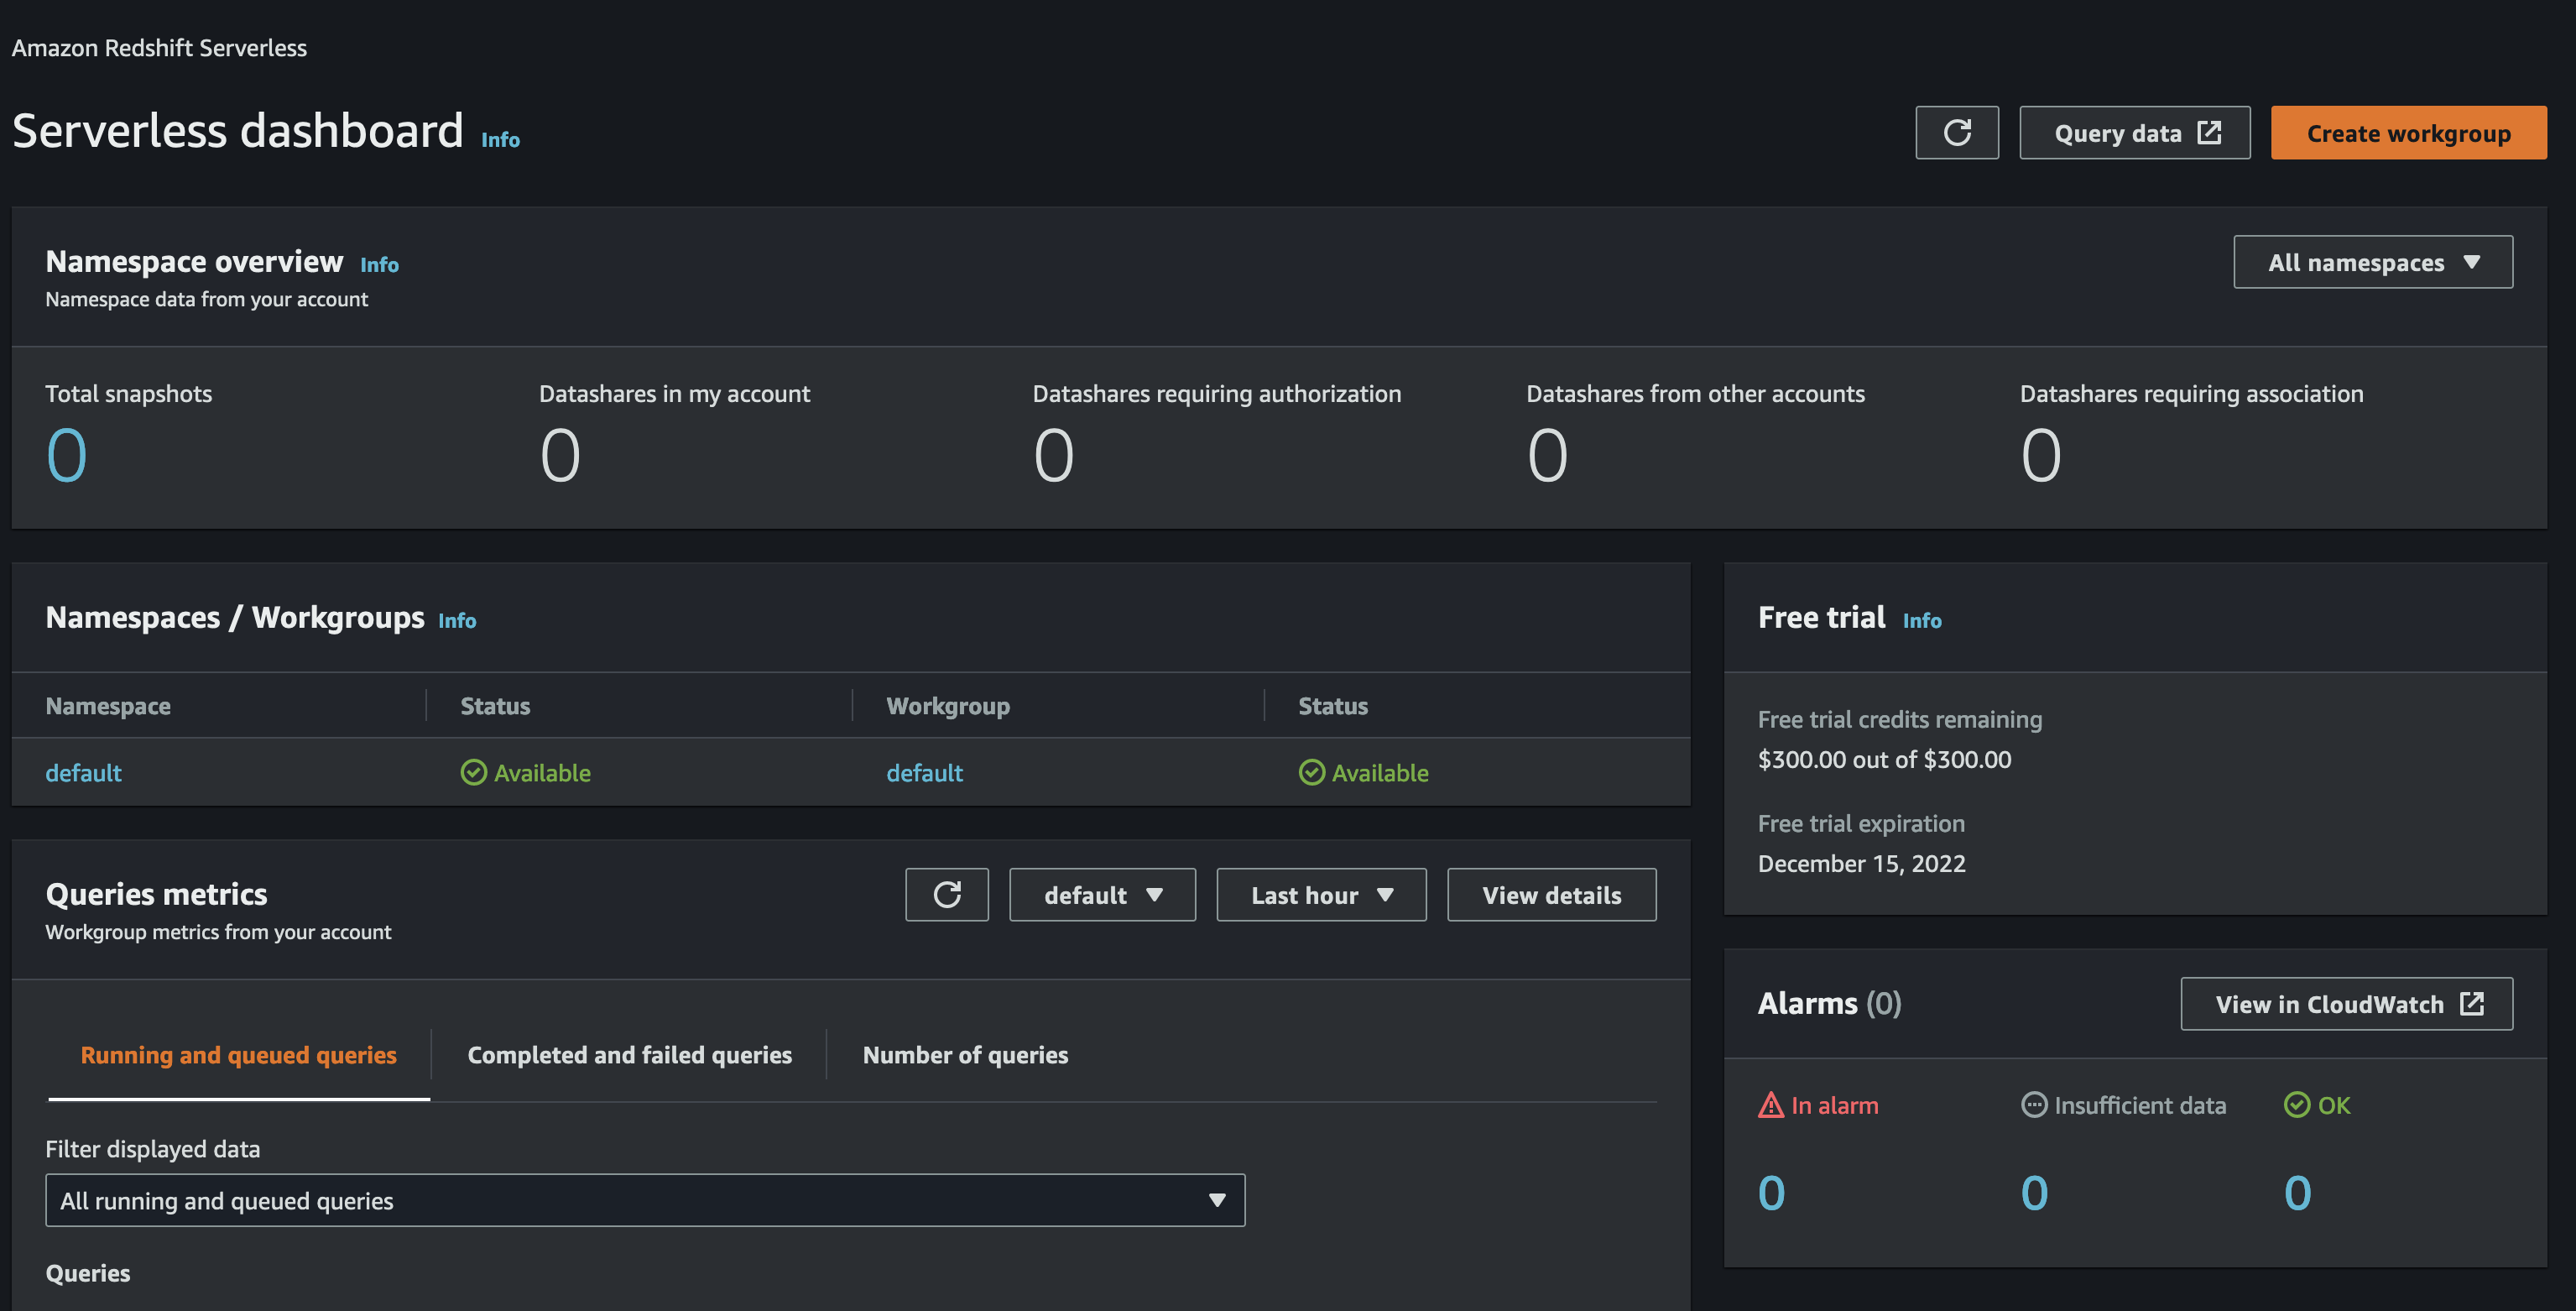 Amazon Redshift Serverless
Serverless dashboard Info
Query data
Create workgroup
Namespace overview Info
Namespace data from your account
All namespaces
Total snapshots
0
Datashares in my account
0
Datashares requiring authorization
0
Datashares from other accounts
0
Datashares requiring association
0
Namespaces / Workgroups Info
Namespace Status Workgroup Status
default Available default Available
Free trial Info
Free trial credits remaining
$300.00 out of $300.00
Free trial expiration
December 15, 2022
Queries metrics
Workgroup metrics from your account
default
Last hour
View details
Running and queued queries
Completed and failed queries
Number of queries
Filter displayed data
All running and queued queries
Queries
Alarms (0)
View in CloudWatch
In alarm
0
Insufficient data
0
OK
0